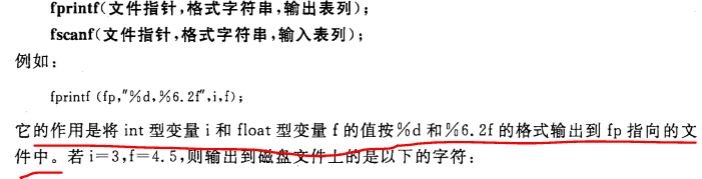 fprintf(文件指针,格式字符串,输出表列);
fscanf(文件指针,格式字符串,输入表列);
例如:
fprintf (fp,"%d,%6.2f",i,f);
它的作用是将 int 型变量 i 和 float 型变量 f 的值按%d 和%6.2f 的格式输出到 fp 指向的文
件中。若 i=3,f=4.5,则输出到磁盘文件上的是以下的字符: